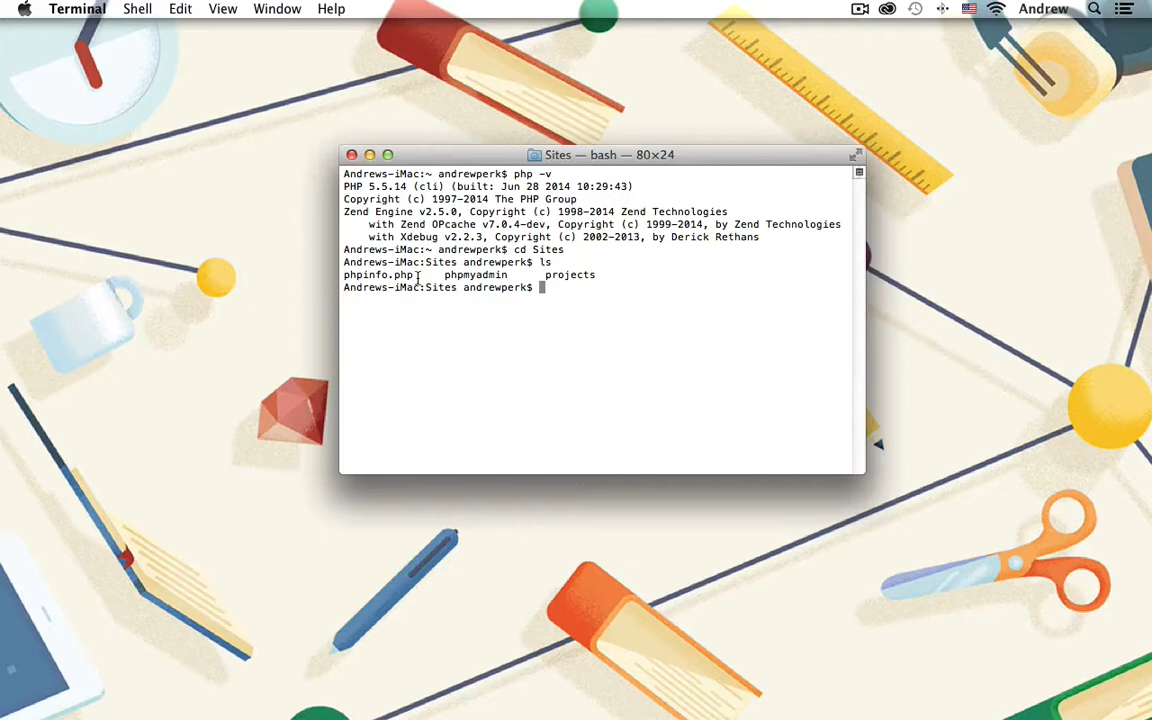 Terminal Shell Edit View Window Help Andrew
Sites — bash — 80×24
Andrews-iMac:~ andrewperk$ php -v
PHP 5.5.14 (cli) (built: Jun 28 2014 10:29:43)
Copyright (c) 1997-2014 The PHP Group
Zend Engine v2.5.0, Copyright (c) 1998-2014 Zend Technologies
    with Zend OPcache v7.0.4-dev, Copyright (c) 1999-2014, by Zend Technologies
    with Xdebug v2.2.3, Copyright (c) 2002-2013, by Derick Rethans
Andrews-iMac:~ andrewperk$ cd Sites
Andrews-iMac:Sites andrewperk$ ls
phpinfo.php phpmyadmin projects
Andrews-iMac:Sites andrewperk$